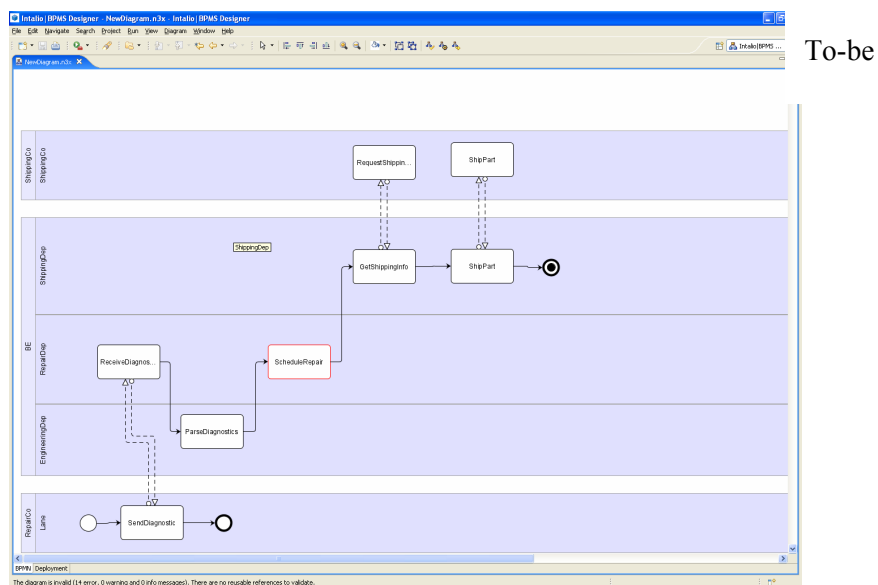 Intalio|BPMS Designer - NewDiagram.n3x - Intalio|BPMS Designer
File Edit Navigate Search Project Run View Diagram Window Help
Intalio|BPMS ...
To-be
NewDiagram.n3x
ShippingCo
ShippingCo
RequestShippin...
ShipPart
BE
ShippingDep
ShippingDep
GetShippingInfo
ShipPart
RepairDep
ReceiveDiagnos...
ScheduleRepair
EngineeringDep
ParseDiagnostics
RepairCo
Lane
SendDiagnostic
BPMN Deployment
The diagram is invalid (14 error, 0 warning and 0 info messages). There are no reusable references to validate.